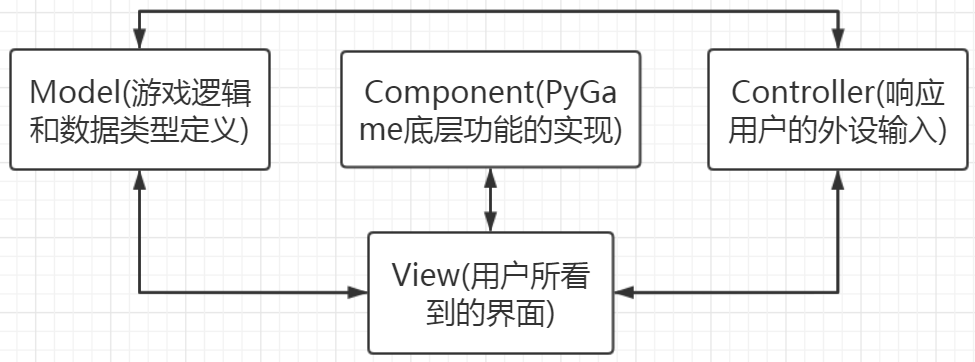 Model(游戏逻辑
和数据类型定义)
Component(PyGa
me底层功能的实现)
Controller(响应
用户的外设输入)
View(用户所看
到的界面)